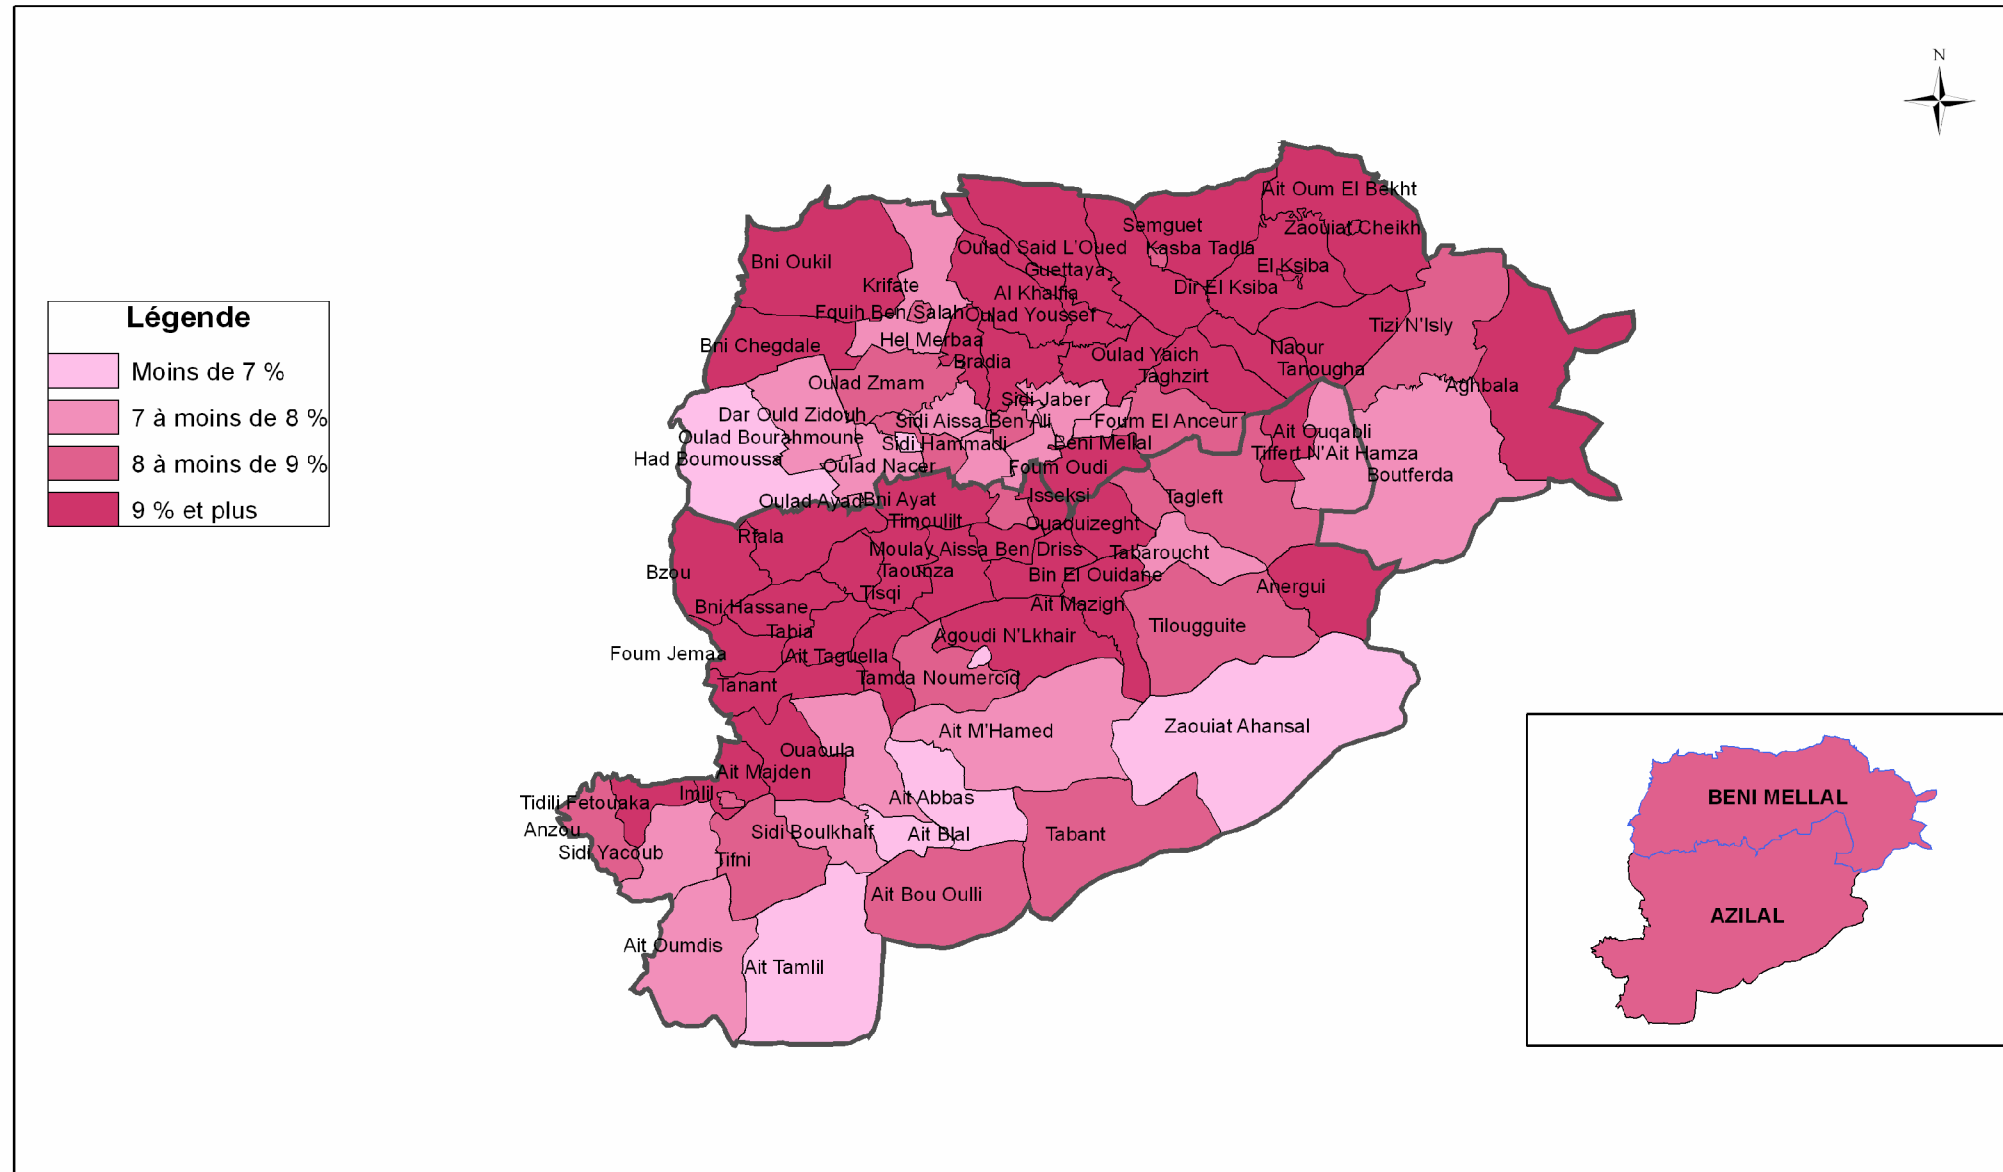 N
Ait Oum El Bekht
Semguet
Zaouiat Cheikh
Oulad Said L'Oued
Kasba Tadla
Bni Oukil
El Ksiba
Guettaya
Krifate
Dir El Ksiba
Al Khalfia
Fquih Ben Salah
Oulad Youssef
Légende
Tizi N'Isly
Hel Merbaa
Bni Chegdale
Naour
Oulad Yaich
Bradia
Tanougha
Moins de 7 %
Taghzirt
Oulad Zmam
Aghbala
Sidi Jaber
Dar Ould Zidouh
7 à moins de 8 %
Sidi Aissa Ben Ali
Foum El Anceur
Ait Ouqabli
Oulad Bourahmoune
Sidi Hammadi
Beni Mellal
Tiffert N'Ait Hamza
Had Boumoussa
8 à moins de 9 %
Oulad Nacer
Foum Oudi
Boutferda
Isseksi
Tagleft
Oulad Ayad
Bni Ayat
9 % et plus
Timoulilt
Ouaouizeght
Rfala
Moulay Aissa Ben Driss
Tabaroucht
Bzou
Taounza
Bin El Ouidane
Anergui
Tisqi
Bni Hassane
Ait Mazigh
Tilougguite
Tabia
Agoudi N'Lkhair
Foum Jemaa
Ait Taguella
Tamda Noumercid
Tanant
Zaouiat Ahansal
Ait M'Hamed
Ouaoula
Ait Majden
Imlil
Ait Abbas
BENI MELLAL
Tidili Fetouaka
Anzou
Sidi Boulkhalf
Ait Blal
Tabant
Sidi Yacoub
Tifni
Ait Bou Oulli
AZILAL
Ait Oumdis
Ait Tamlil